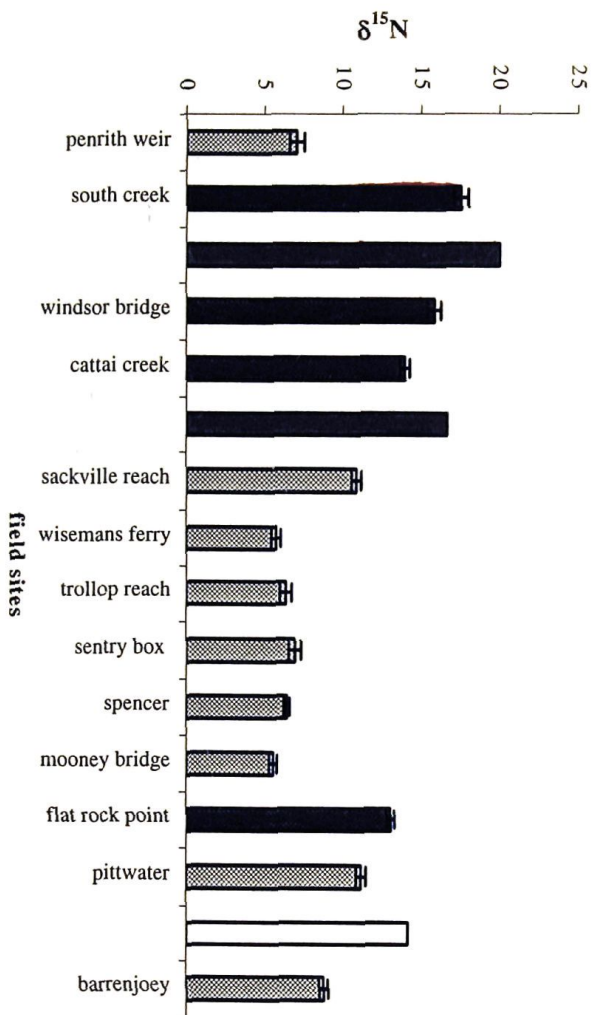 δ¹⁵N
0
5
10
15
20
25
penrith weir
south creek
windsor bridge
cattai creek
sackville reach
wisemans ferry
trollop reach
sentry box
spencer
mooney bridge
flat rock point
pittwater
barrenjoey
field sites